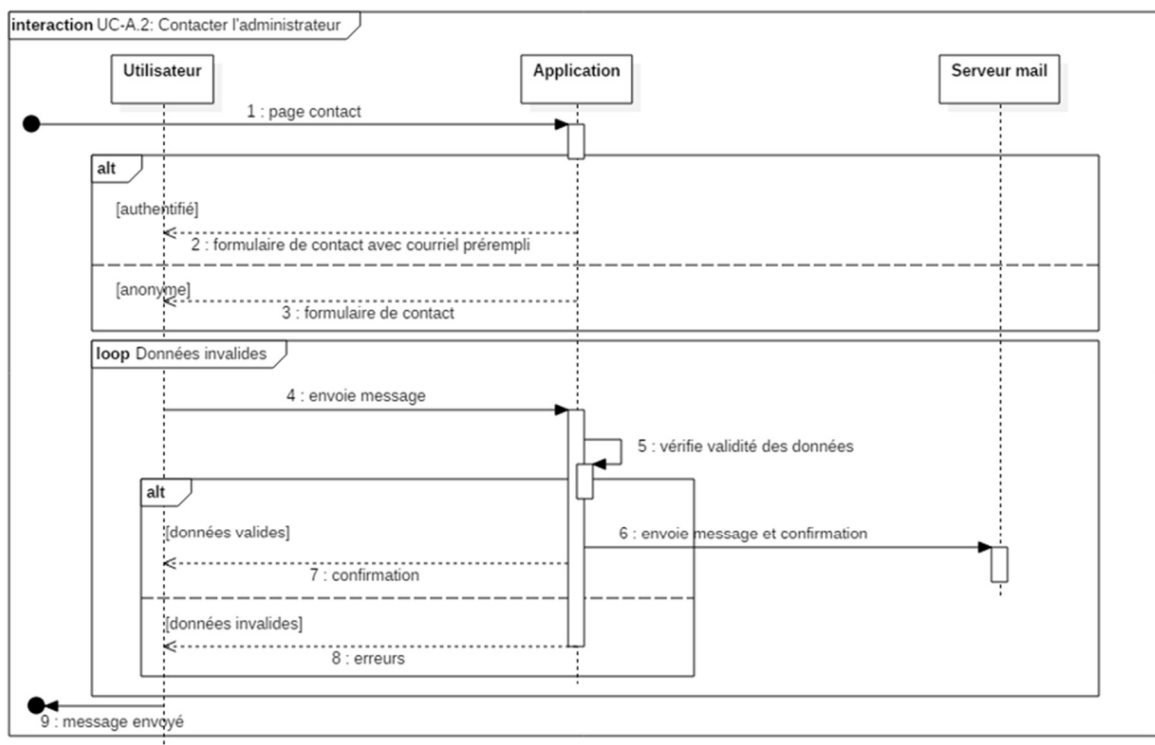 interaction UC-A.2: Contacter l'administrateur
Utilisateur
Application
Serveur mail
1 : page contact
alt
[authentifié]
2 : formulaire de contact avec courriel prérempli
[anonyme]
3 : formulaire de contact
loop Données invalides
4 : envoie message
5 : vérifie validité des données
alt
[données valides]
6 : envoie message et confirmation
7 : confirmation
[données invalides]
8 : erreurs
9 : message envoyé